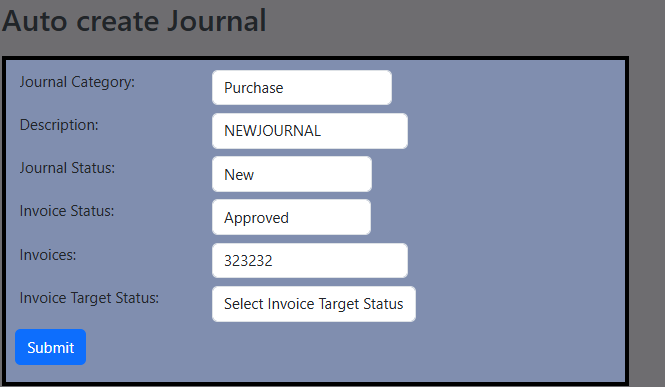 Auto create Journal
Journal Category: Purchase
Description: NEWJOURNAL
Journal Status: New
Invoice Status: Approved
Invoices: 323232
Invoice Target Status: Select Invoice Target Status
Submit